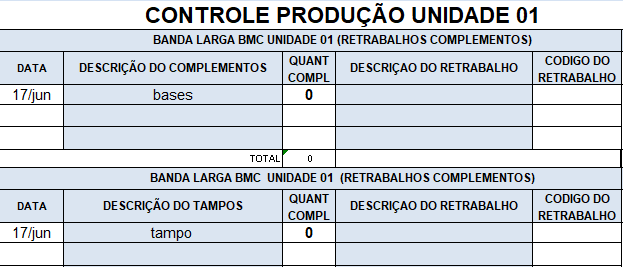 CONTROLE PRODUÇÃO UNIDADE 01
BANDA LARGA BMC UNIDADE 01 (RETRABALHOS COMPLEMENTOS)
DATA DESCRIÇÃO DO COMPLEMENTOS QUANT COMPL DESCRIÇAO DO RETRABALHO CODIGO DO RETRABALHO
17/jun bases 0
TOTAL 0
BANDA LARGA BMC UNIDADE 01 (RETRABALHOS COMPLEMENTOS)
DATA DESCRIÇÃO DO TAMPOS QUANT COMPL DESCRIÇAO DO RETRABALHO CODIGO DO RETRABALHO
17/jun tampo 0